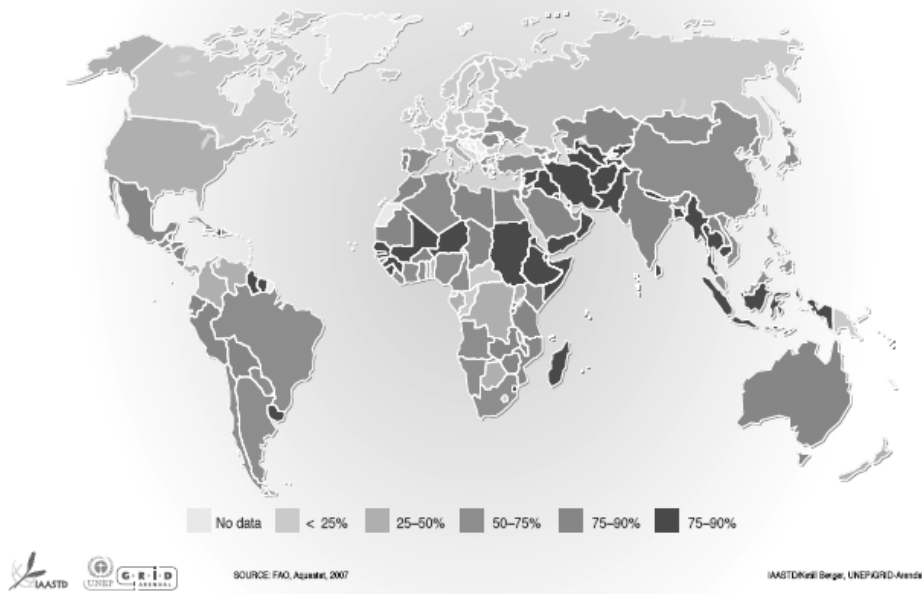 No data < 25% 25–50% 50–75% 75–90% 75–90%
IAASTD
UNEP
G·R·I·D
ARENDAL
SOURCE: FAO, Aquastat, 2007
IAASTD/Ketill Berger, UNEP/GRID-Arendal